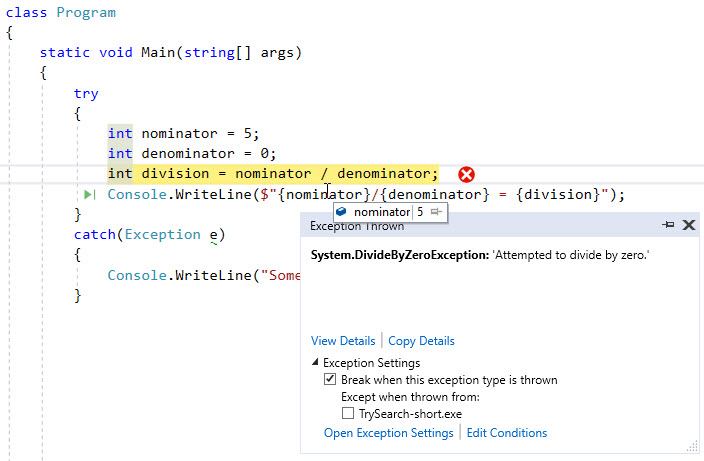 class Program
{
static void Main(string[] args)
{
try
{
int nominator = 5;
int denominator = 0;
int division = nominator / denominator;
Console.WriteLine($"{nominator}/{denominator} = {division}");
nominator 5
}
catch(Exception e)
{
Console.WriteLine("Some
}
Exception Thrown
System.DivideByZeroException: 'Attempted to divide by zero.'
View Details | Copy Details
Exception Settings
Break when this exception type is thrown
Except when thrown from:
TrySearch-short.exe
Open Exception Settings | Edit Conditions